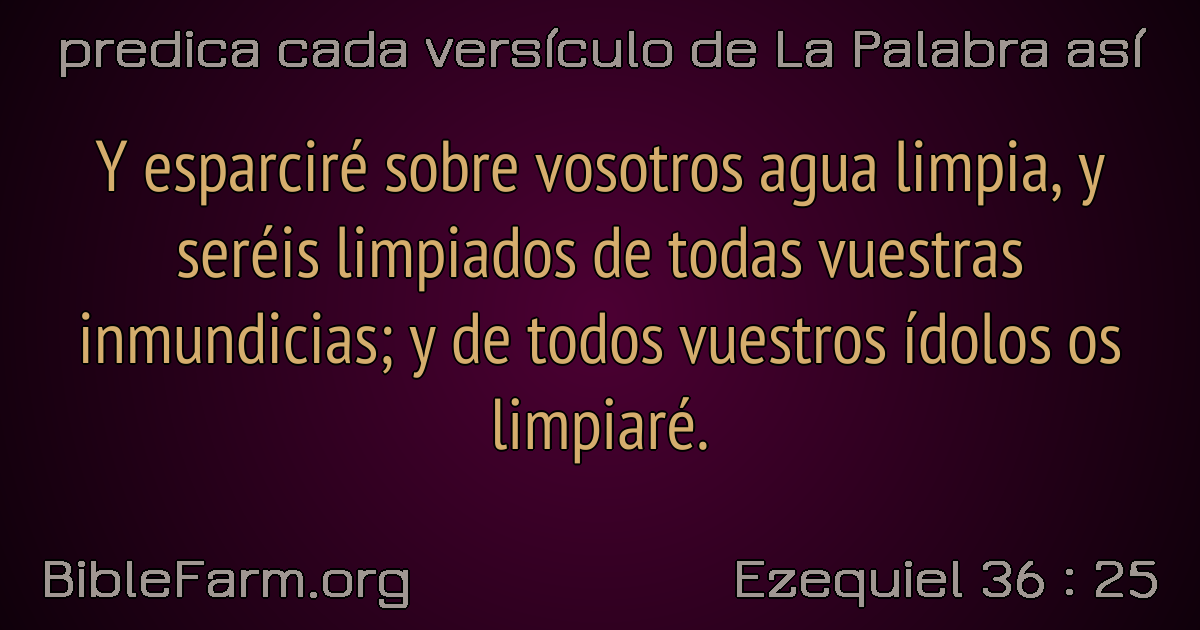 predica cada versículo de La Palabra así
Y esparciré sobre vosotros agua limpia, y
seréis limpiados de todas vuestras
inmundicias; y de todos vuestros ídolos os
limpiaré.
BibleFarm.org
Ezequiel 36 : 25